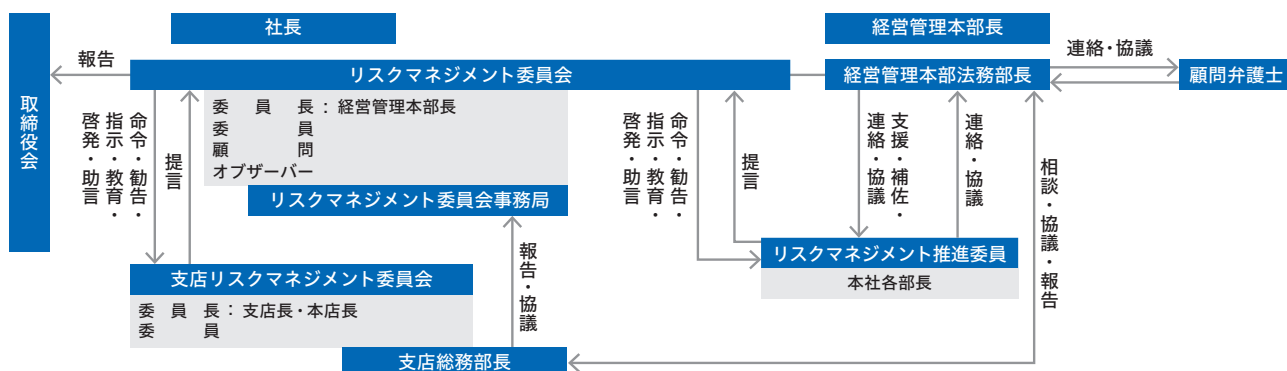 社長
経営管理本部長
取締役会
報告
リスクマネジメント委員会
経営管理本部法務部長
連絡・協議
顧問弁護士
委員長：経営管理本部長
委員
顧問
オブザーバー
リスクマネジメント委員会事務局
命令・勧告・
指示・教育・
啓発・助言
提言
命令・勧告・
指示・教育・
啓発・助言
提言
支援・補佐・
連絡・協議
連絡・協議
相談・協議・報告
リスクマネジメント推進委員
本社各部長
支店リスクマネジメント委員会
委員長：支店長・本店長
委員
報告・協議
支店総務部長